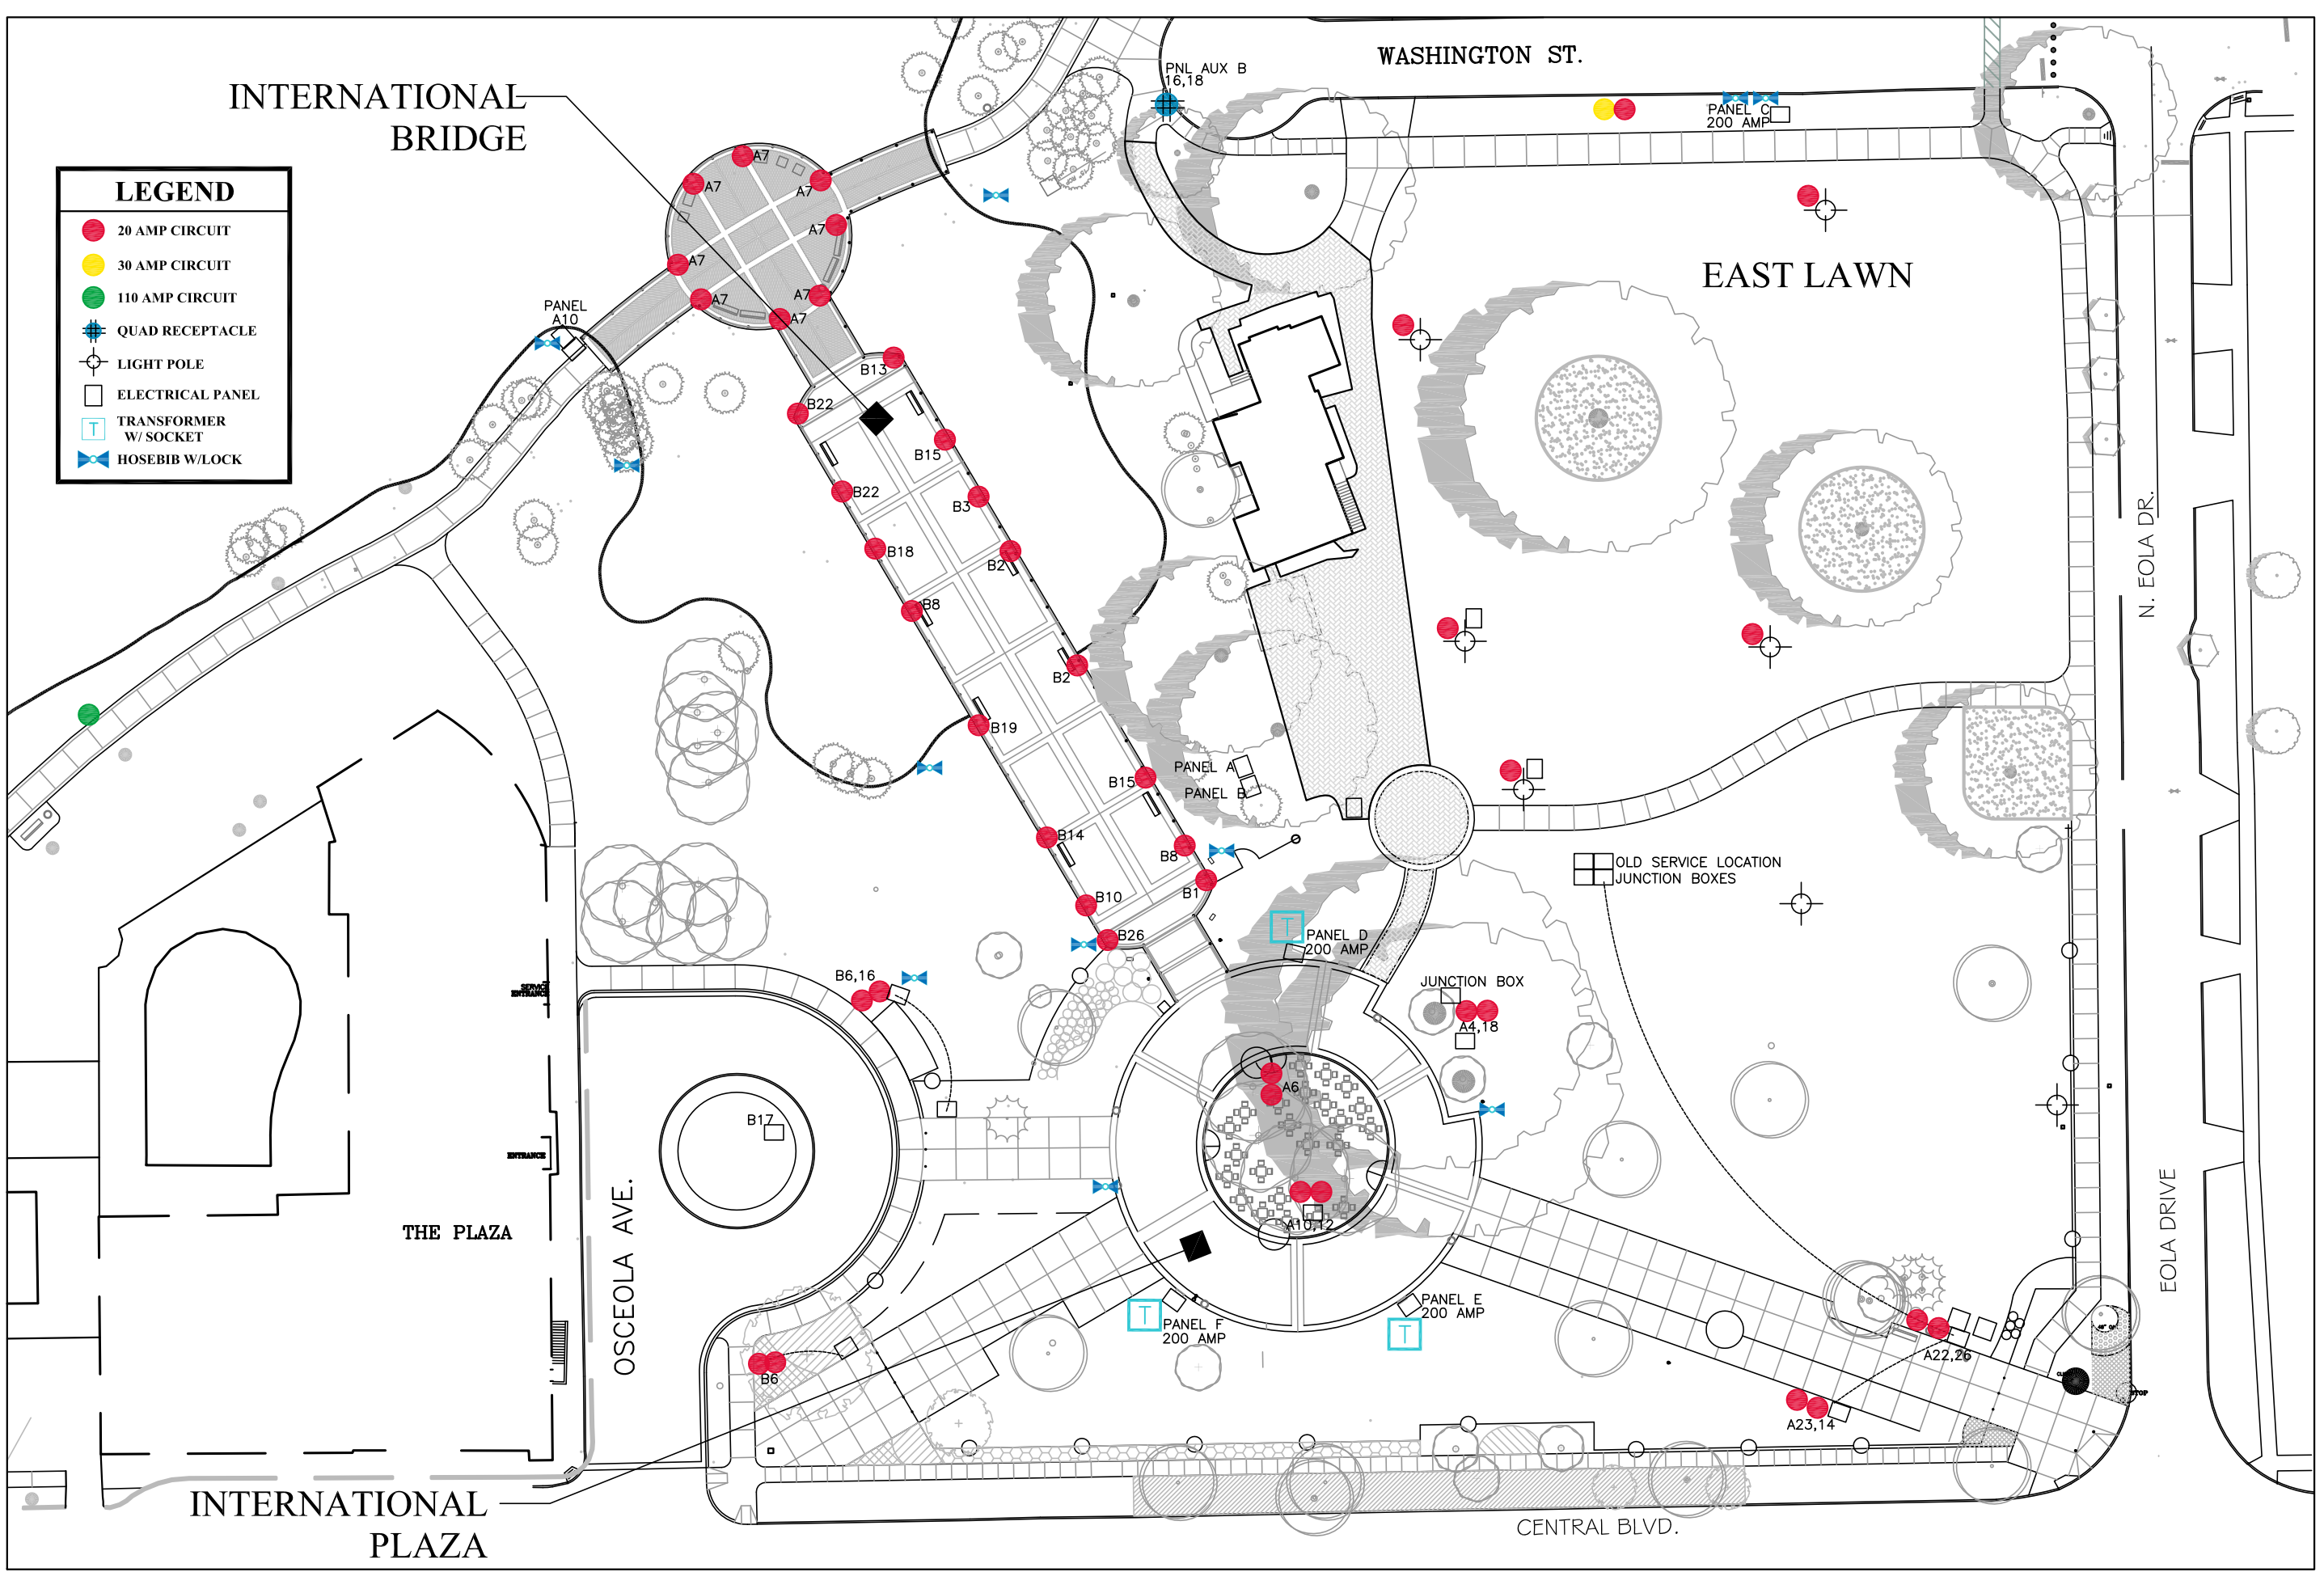 WASHINGTON ST.
PNL AUX B
16,18
INTERNATIONAL
BRIDGE
PANEL C
200 AMP
LEGEND
20 AMP CIRCUIT
30 AMP CIRCUIT
110 AMP CIRCUIT
QUAD RECEPTACLE
LIGHT POLE
ELECTRICAL PANEL
T
TRANSFORMER
W/ SOCKET
HOSEBIB W/LOCK
A7
A7
A7
A7
A7
A7
A7
A7
EAST LAWN
PANEL
A10
B13
B22
B15
B22
B3
B18
B2
B8
B2
B19
B15
B14
B8
B10
B1
B26
N. EOLA DR.
PANEL A
PANEL B
OLD SERVICE LOCATION
JUNCTION BOXES
T
PANEL D
200 AMP
B6,16
JUNCTION BOX
A4,18
SERVICE
ENTRANCE
A6
B17
ENTRANCE
A10,12
THE PLAZA
OSCEOLA AVE.
EOLA DRIVE
T
PANEL F
200 AMP
PANEL E
200 AMP
T
B6
A22,26
A23,14
STOP
INTERNATIONAL
PLAZA
CENTRAL BLVD.